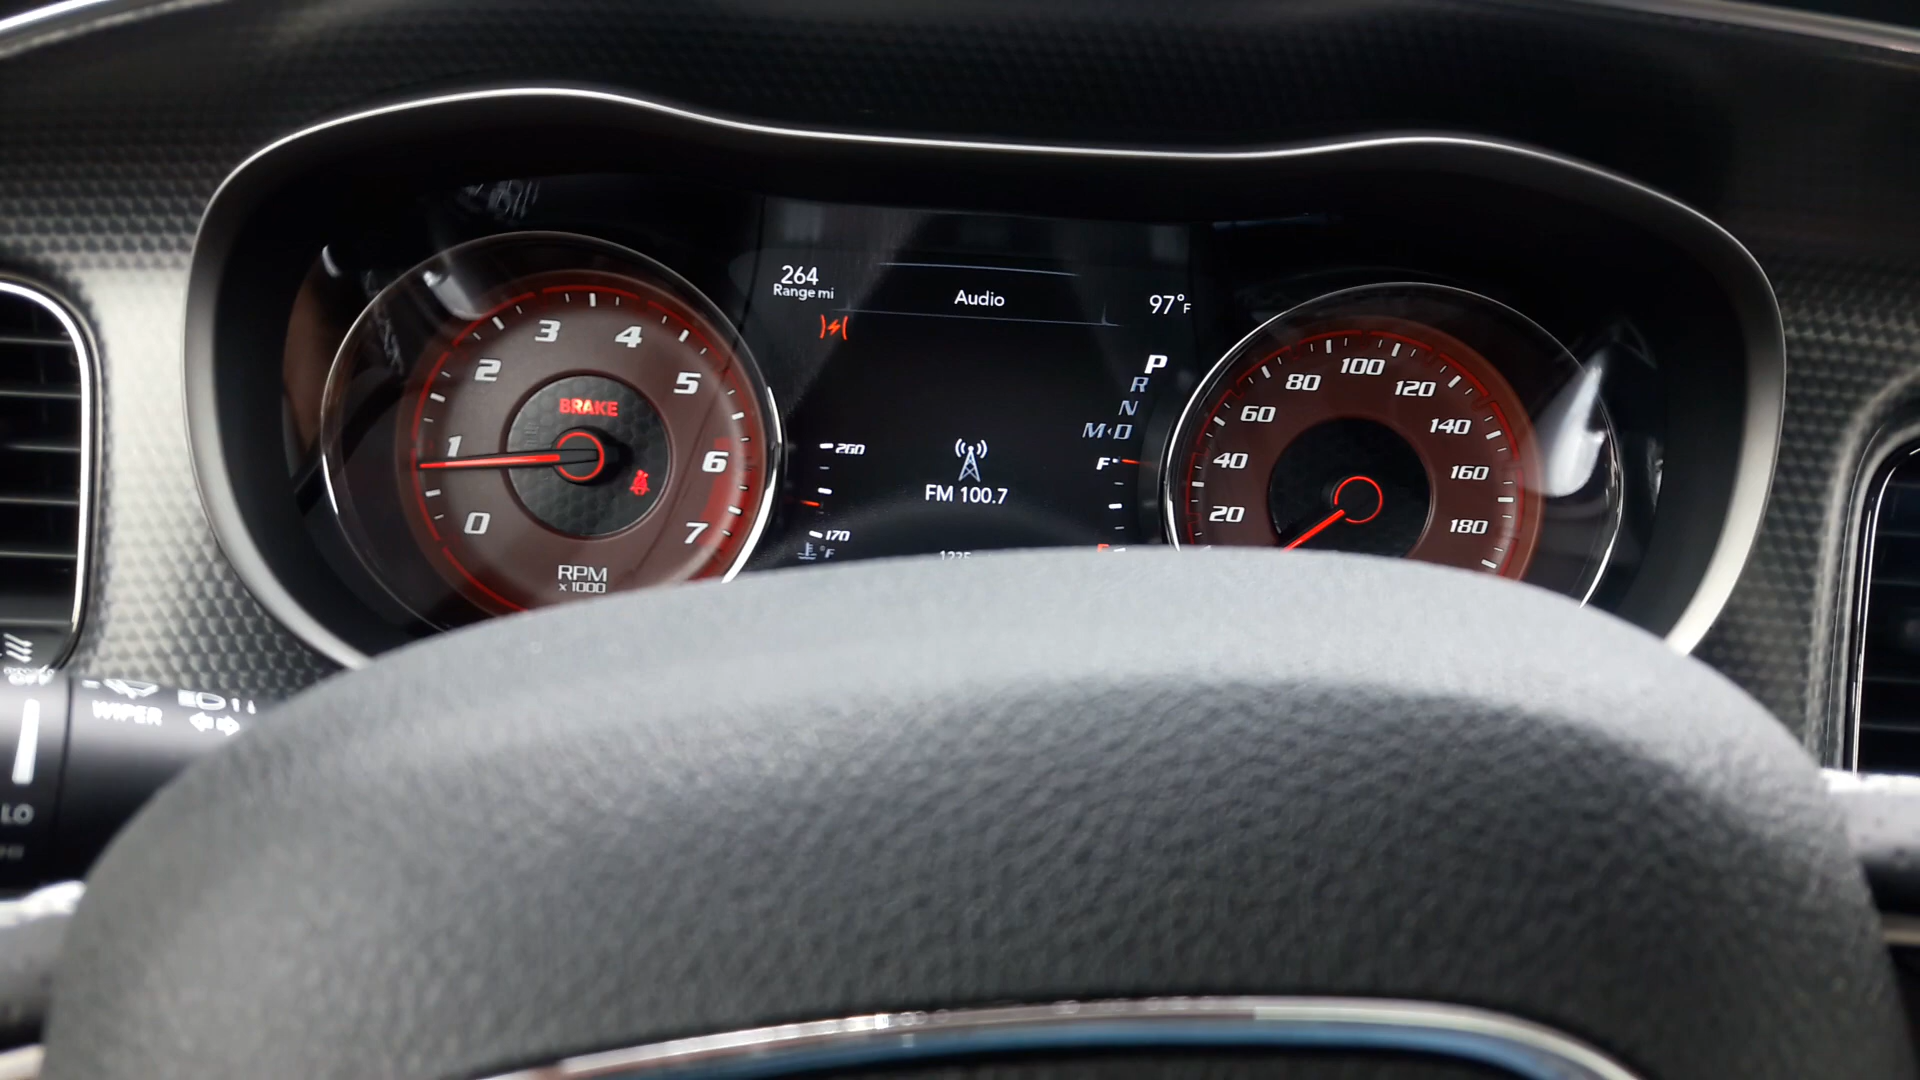 264
Range mi
Audio
97°F
P
R
N
M‹D
F
260
170
°F
FM 100.7
0
1
2
3
4
5
6
7
BRAKE
RPM
x 1000
20
40
60
80
100
120
140
160
180
OFF
WIPER
LO